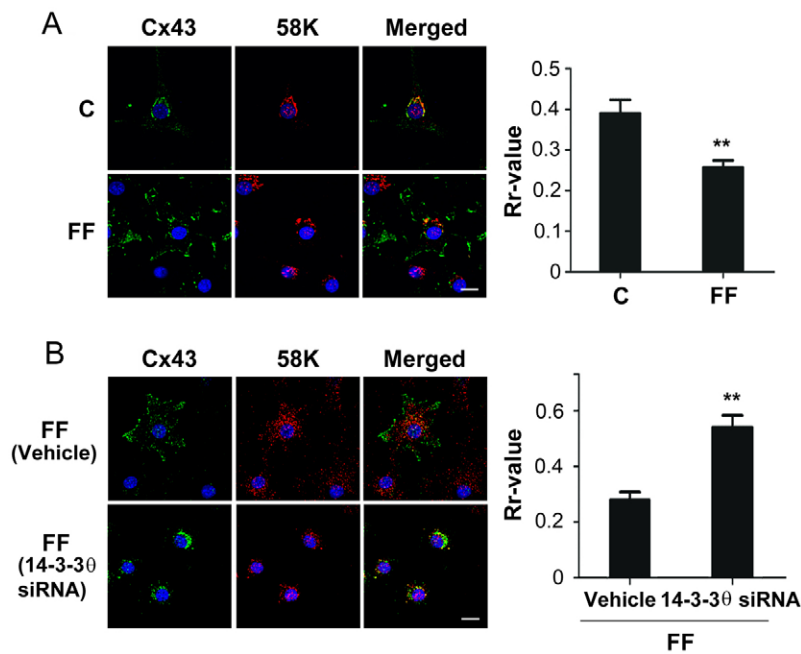 A
Cx43 58K Merged
C
FF
Rr-value
0.5
0.4
0.3
0.2
0.1
0
**
C FF
B
Cx43 58K Merged
FF
(Vehicle)
FF
(14-3-3θ
siRNA)
Rr-value
0.6
0.4
0.2
0
**
Vehicle 14-3-3θ siRNA
FF